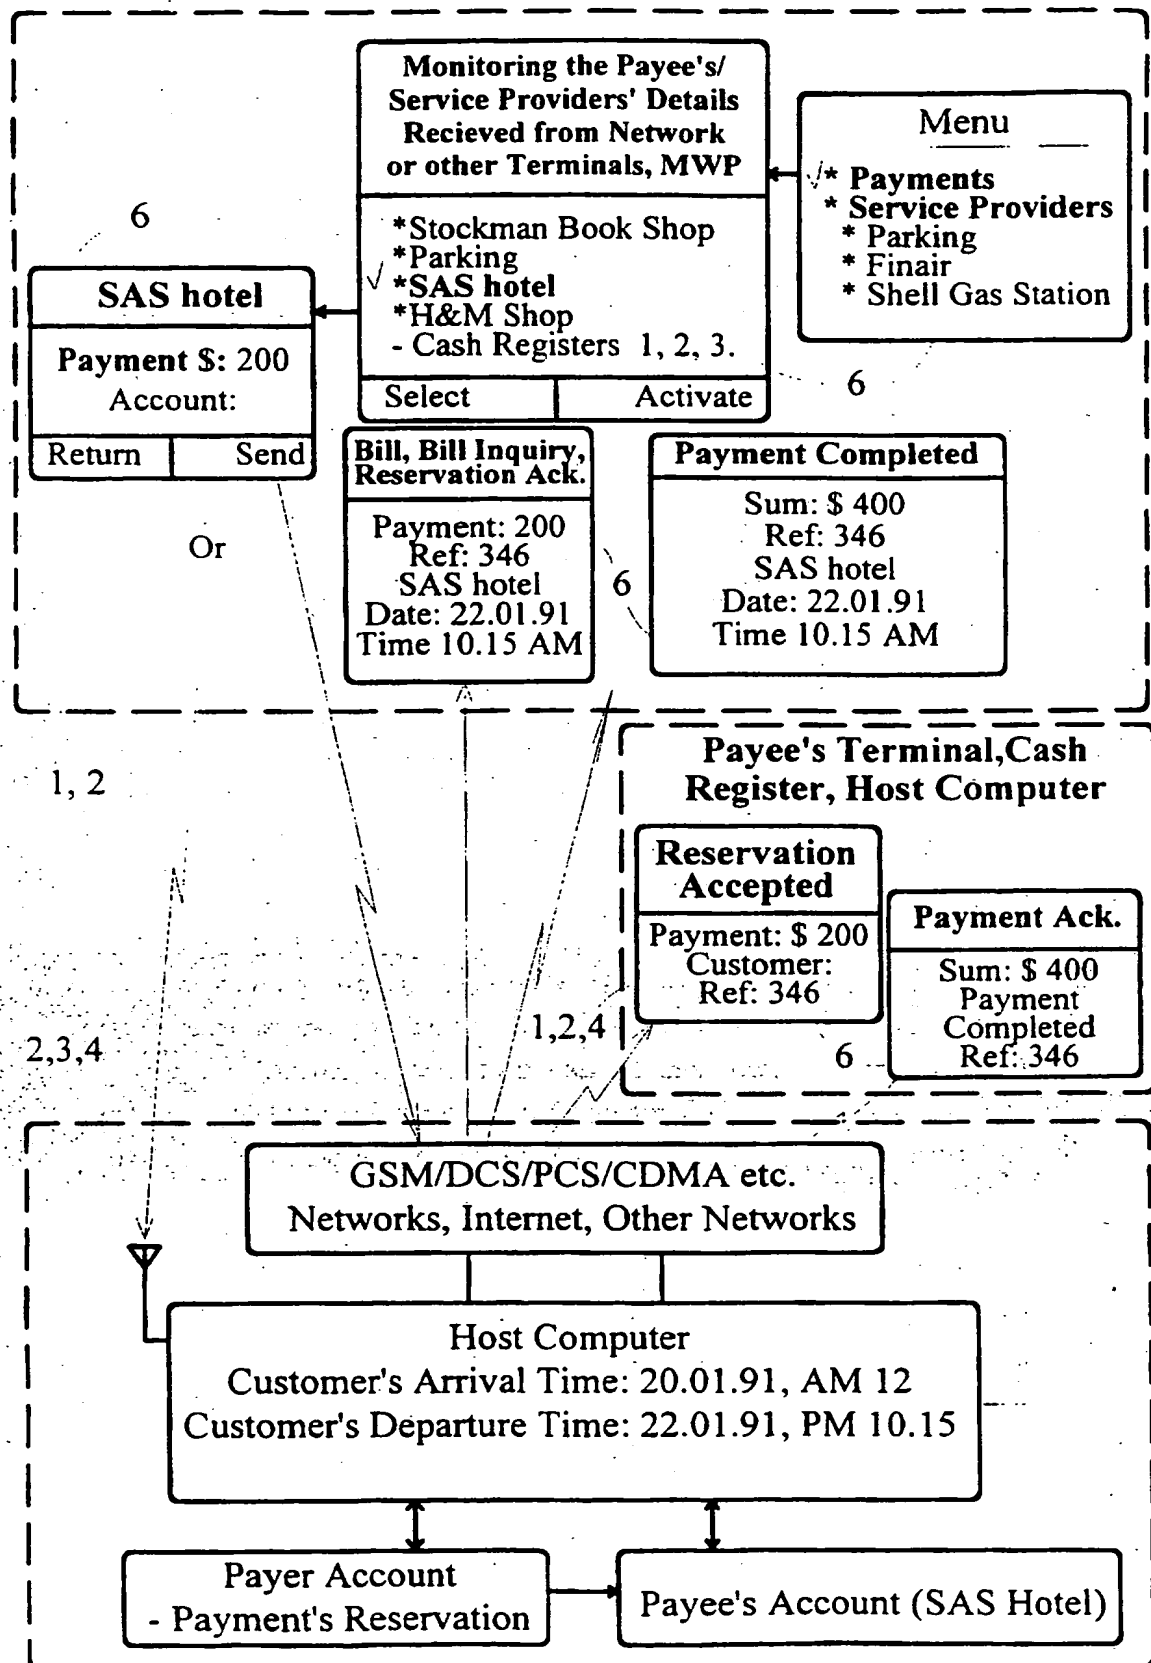 Monitoring the Payee's/
Service Providers' Details
Recieved from Network
or other Terminals, MWP
*Stockman Book Shop
*Parking
*SAS hotel
*H&M Shop
- Cash Registers 1, 2, 3.
Select Activate
Menu
* Payments
* Service Providers
* Parking
* Finair
* Shell Gas Station
6
6
SAS hotel
Payment $: 200
Account:
Return Send
Or
Bill, Bill Inquiry,
Reservation Ack.
Payment: 200
Ref: 346
SAS hotel
Date: 22.01.91
Time 10.15 AM
6
Payment Completed
Sum: $ 400
Ref: 346
SAS hotel
Date: 22.01.91
Time 10.15 AM
1, 2
Payee's Terminal,Cash
Register, Host Computer
Reservation
Accepted
Payment: $ 200
Customer:
Ref: 346
Payment Ack.
Sum: $ 400
Payment
Completed
Ref: 346
6
1,2,4
2,3,4
GSM/DCS/PCS/CDMA etc.
Networks, Internet, Other Networks
Host Computer
Customer's Arrival Time: 20.01.91, AM 12
Customer's Departure Time: 22.01.91, PM 10.15
Payer Account
- Payment's Reservation
Payee's Account (SAS Hotel)